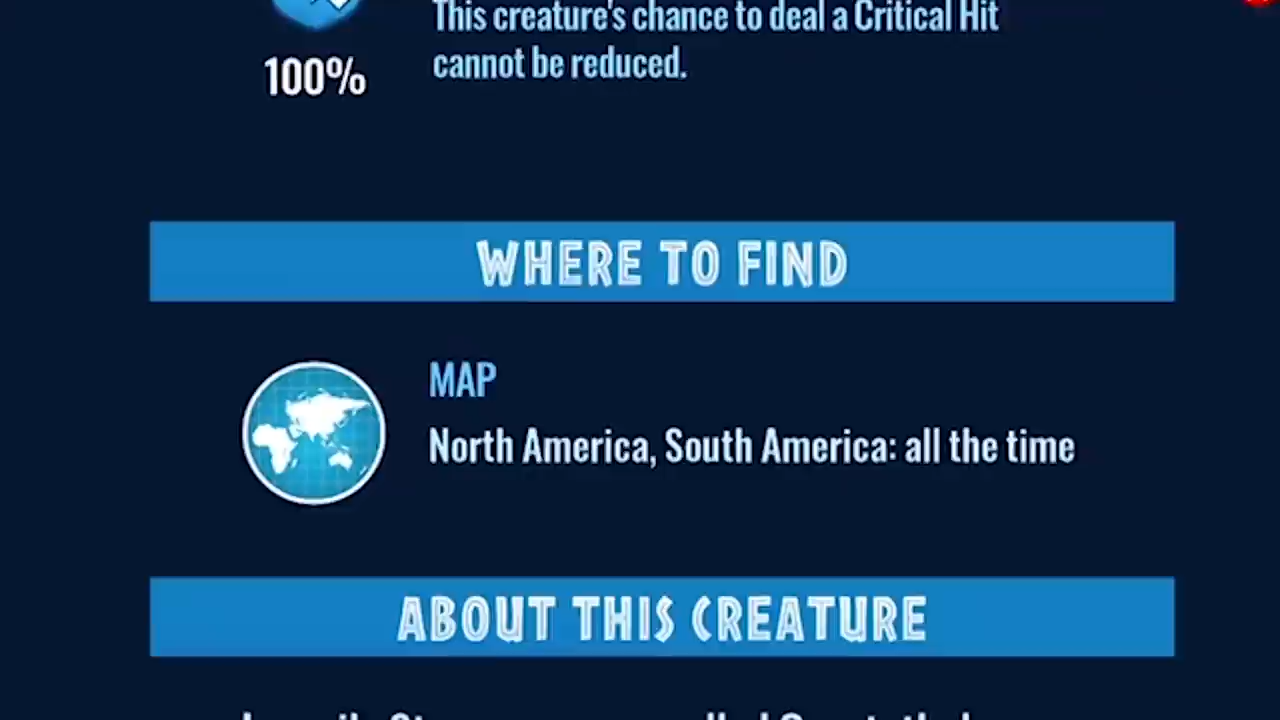 This creature's chance to deal a Critical Hit
cannot be reduced.
100%
WHERE TO FIND
MAP
North America, South America: all the time
ABOUT THIS CREATURE